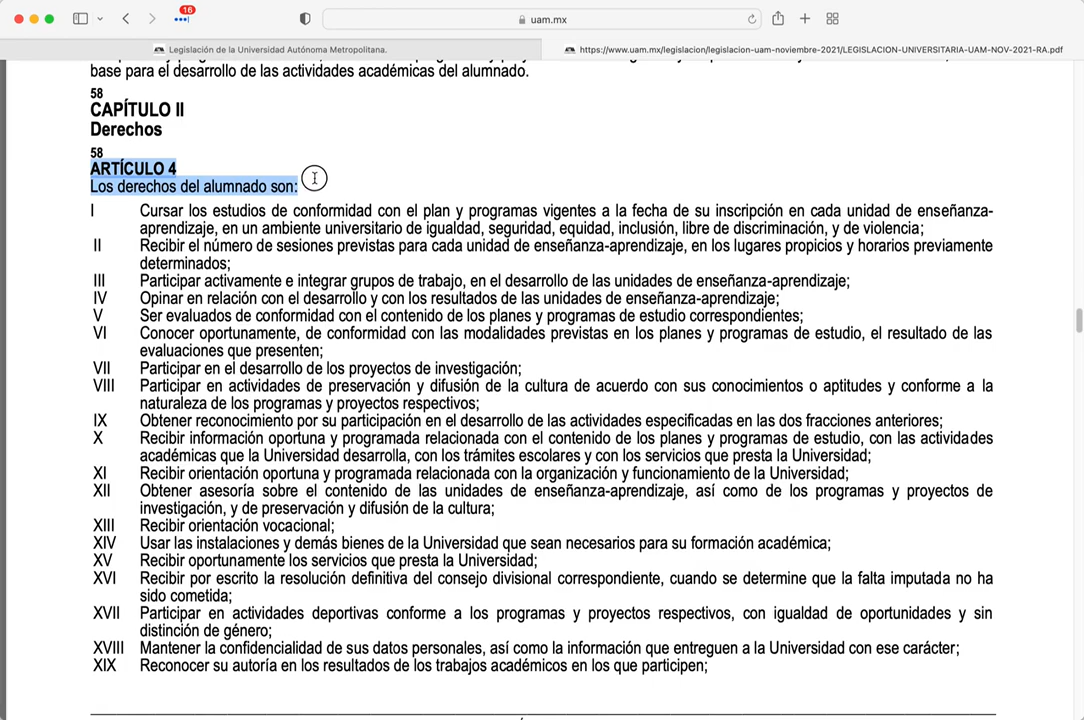 16
uam.mx
Legislación de la Universidad Autónoma Metropolitana.
https://www.uam.mx/legislacion/legislacion-uam-noviembre-2021/LEGISLACION-UNIVERSITARIA-UAM-NOV-2021-RA.pdf
base para el desarrollo de las actividades académicas del alumnado.
58
CAPÍTULO II
Derechos
58
ARTÍCULO 4
Los derechos del alumnado son:
I Cursar los estudios de conformidad con el plan y programas vigentes a la fecha de su inscripción en cada unidad de enseñanza-
aprendizaje, en un ambiente universitario de igualdad, seguridad, equidad, inclusión, libre de discriminación, y de violencia;
II Recibir el número de sesiones previstas para cada unidad de enseñanza-aprendizaje, en los lugares propicios y horarios previamente
determinados;
III Participar activamente e integrar grupos de trabajo, en el desarrollo de las unidades de enseñanza-aprendizaje;
IV Opinar en relación con el desarrollo y con los resultados de las unidades de enseñanza-aprendizaje;
V Ser evaluados de conformidad con el contenido de los planes y programas de estudio correspondientes;
VI Conocer oportunamente, de conformidad con las modalidades previstas en los planes y programas de estudio, el resultado de las
evaluaciones que presenten;
VII Participar en el desarrollo de los proyectos de investigación;
VIII Participar en actividades de preservación y difusión de la cultura de acuerdo con sus conocimientos o aptitudes y conforme a la
naturaleza de los programas y proyectos respectivos;
IX Obtener reconocimiento por su participación en el desarrollo de las actividades especificadas en las dos fracciones anteriores;
X Recibir información oportuna y programada relacionada con el contenido de los planes y programas de estudio, con las actividades
académicas que la Universidad desarrolla, con los trámites escolares y con los servicios que presta la Universidad;
XI Recibir orientación oportuna y programada relacionada con la organización y funcionamiento de la Universidad;
XII Obtener asesoría sobre el contenido de las unidades de enseñanza-aprendizaje, así como de los programas y proyectos de
investigación, y de preservación y difusión de la cultura;
XIII Recibir orientación vocacional;
XIV Usar las instalaciones y demás bienes de la Universidad que sean necesarios para su formación académica;
XV Recibir oportunamente los servicios que presta la Universidad;
XVI Recibir por escrito la resolución definitiva del consejo divisional correspondiente, cuando se determine que la falta imputada no ha
sido cometida;
XVII Participar en actividades deportivas conforme a los programas y proyectos respectivos, con igualdad de oportunidades y sin
distinción de género;
XVIII Mantener la confidencialidad de sus datos personales, así como la información que entreguen a la Universidad con ese carácter;
XIX Reconocer su autoría en los resultados de los trabajos académicos en los que participen;